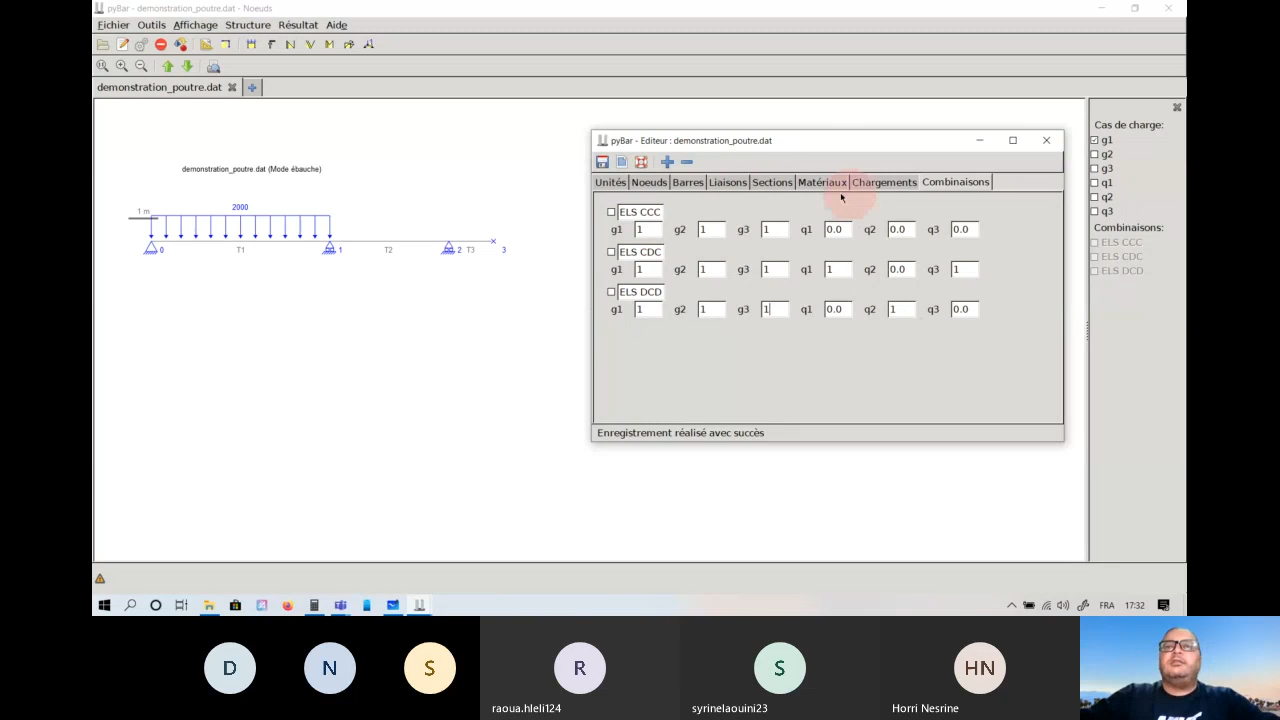 pyBar - demonstration_poutre.dat - Noeuds
Fichier Outils Affichage Structure Résultat Aide
demonstration_poutre.dat
demonstration_poutre.dat (Mode ébauche)
1 m
2000
0 T1 1 T2 2 T3 3
pyBar - Editeur : demonstration_poutre.dat
Unités Noeuds Barres Liaisons Sections Matériaux Chargements Combinaisons
ELS CCC
g1 1 g2 1 g3 1 q1 0.0 q2 0.0 q3 0.0
ELS CDC
g1 1 g2 1 g3 1 q1 1 q2 0.0 q3 1
ELS DCD
g1 1 g2 1 g3 1 q1 0.0 q2 1 q3 0.0
Enregistrement réalisé avec succès
Cas de charge:
g1
g2
g3
q1
q2
q3
Combinaisons:
ELS CCC
ELS CDC
ELS DCD
FRA 17:32
D N S R S HN
raoua.hleli124 syrinelaouini23 Horri Nesrine